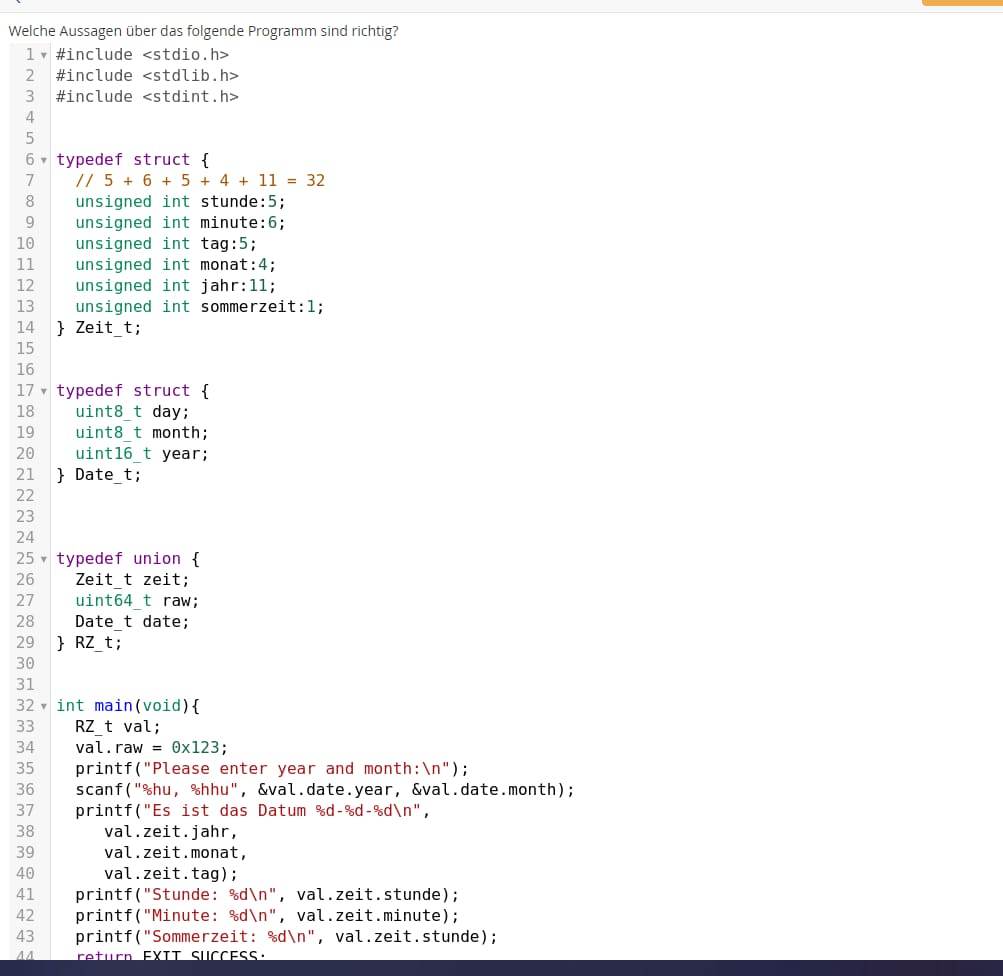 Welche Aussagen über das folgende Programm sind richtig?
1 #include <stdio.h>
2 #include <stdlib.h>
3 #include <stdint.h>
4
5
6 typedef struct {
7 // 5 + 6 + 5 + 4 + 11 = 32
8 unsigned int stunde:5;
9 unsigned int minute:6;
10 unsigned int tag:5;
11 unsigned int monat:4;
12 unsigned int jahr:11;
13 unsigned int sommerzeit:1;
14 } Zeit_t;
15
16
17 typedef struct {
18 uint8_t day;
19 uint8_t month;
20 uint16_t year;
21 } Date_t;
22
23
24
25 typedef union {
26 Zeit_t zeit;
27 uint64_t raw;
28 Date_t date;
29 } RZ_t;
30
31
32 int main(void){
33 RZ_t val;
34 val.raw = 0x123;
35 printf("Please enter year and month:\n");
36 scanf("%hu, %hhu", &val.date.year, &val.date.month);
37 printf("Es ist das Datum %d-%d-%d\n",
38 val.zeit.jahr,
39 val.zeit.monat,
40 val.zeit.tag);
41 printf("Stunde: %d\n", val.zeit.stunde);
42 printf("Minute: %d\n", val.zeit.minute);
43 printf("Sommerzeit: %d\n", val.zeit.stunde);
44 return EXIT_SUCCESS;